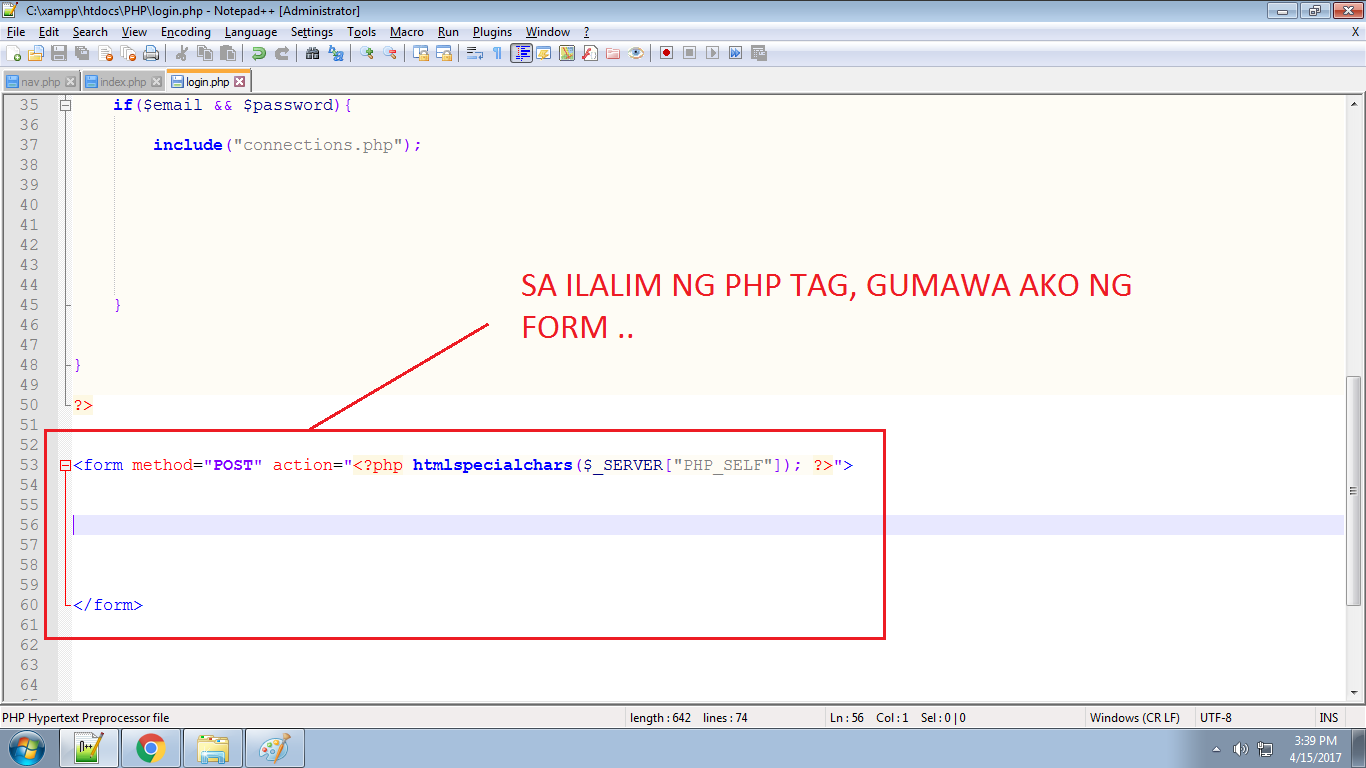 C:\xampp\htdocs\PHP\login.php - Notepad++ [Administrator]
File Edit Search View Encoding Language Settings Tools Macro Run Plugins Window ? X
nav.php index.php login.php
35 if($email && $password){
36
37 include("connections.php");
38
39
40
41
42
43
44
45 }
46
47
48 }
49
50 ?>
51
52
53 <form method="POST" action="<?php htmlspecialchars($_SERVER["PHP_SELF"]); ?>">
54
55
56
57
58
59
60 </form>
61
62
63
64
SA ILALIM NG PHP TAG, GUMAWA AKO NG
FORM ..
PHP Hypertext Preprocessor file length : 642 lines : 74 Ln : 56 Col : 1 Sel : 0 | 0 Windows (CR LF) UTF-8 INS
3:39 PM
4/15/2017